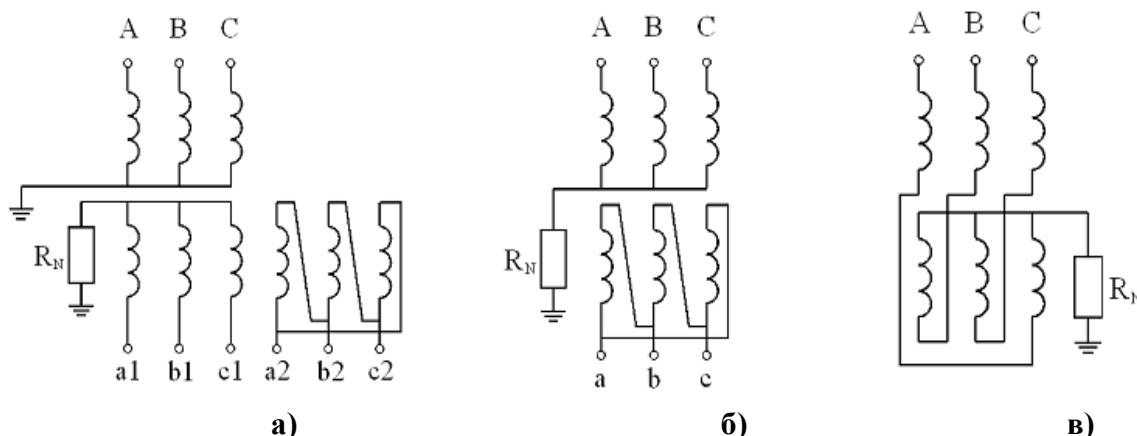 A B C
A B C
A B C
R_N
R_N
R_N
a1 b1 c1 a2 b2 c2
a b c
а) б) в)